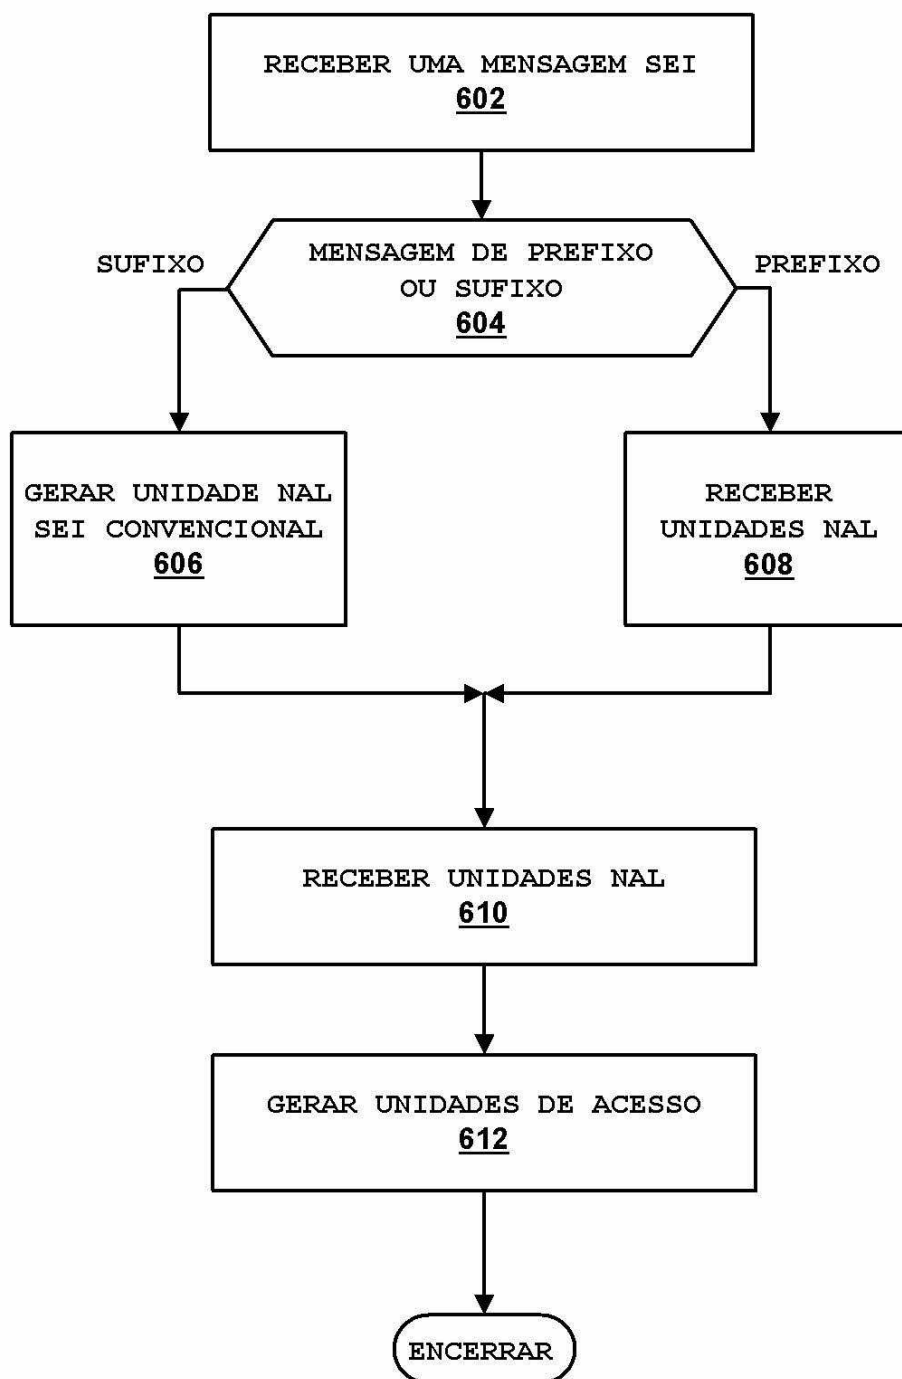 RECEBER UMA MENSAGEM SEI
602
MENSAGEM DE PREFIXO
OU SUFIXO
604
SUFIXO
PREFIXO
GERAR UNIDADE NAL
SEI CONVENCIONAL
606
RECEBER
UNIDADES NAL
608
RECEBER UNIDADES NAL
610
GERAR UNIDADES DE ACESSO
612
ENCERRAR